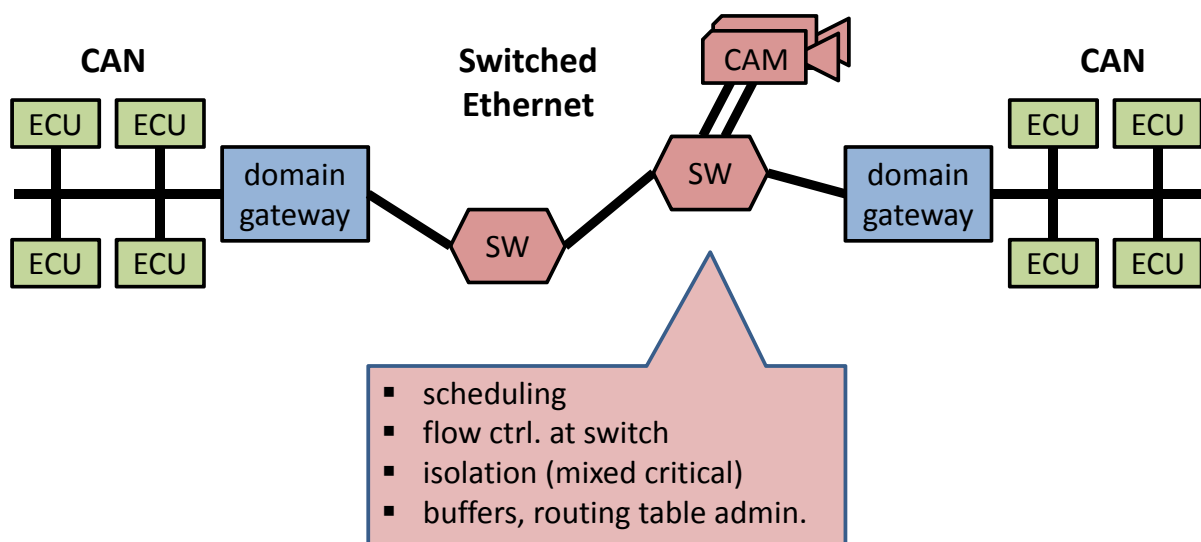 CAN
Switched
Ethernet
CAM
CAN
ECU
ECU
domain
gateway
ECU
ECU
SW
SW
domain
gateway
ECU
ECU
ECU
ECU
▪ scheduling
▪ flow ctrl. at switch
▪ isolation (mixed critical)
▪ buffers, routing table admin.